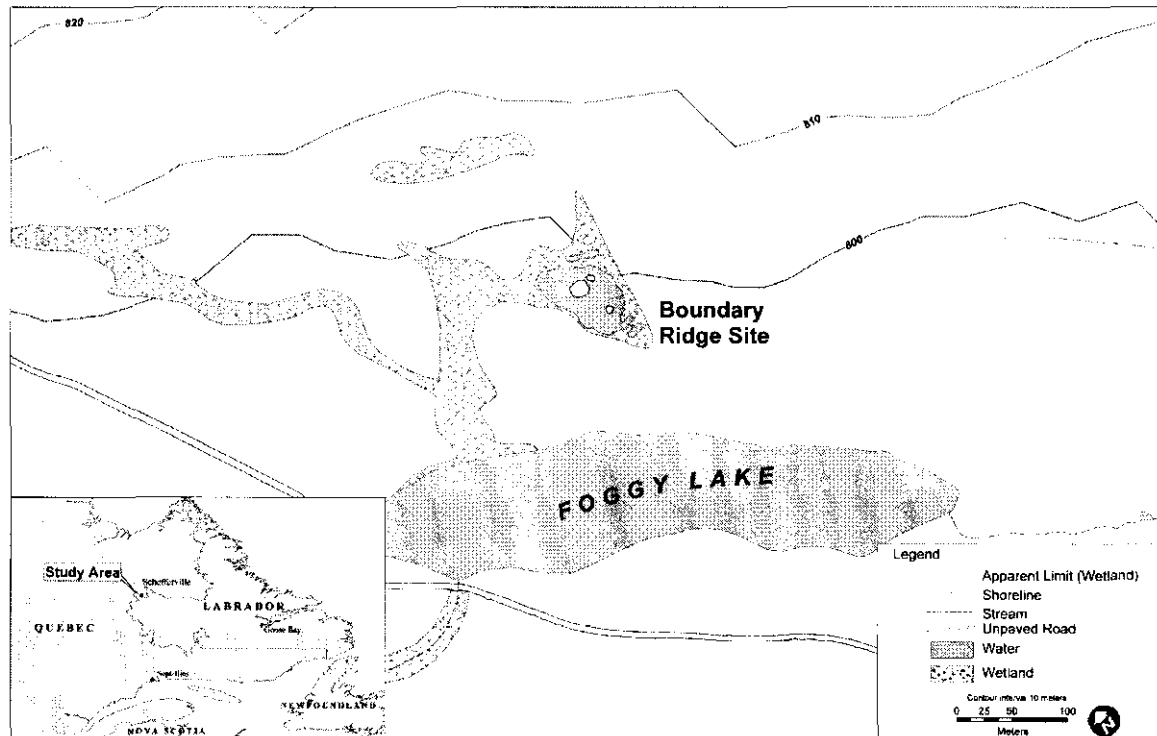 820
810
800
Boundary
Ridge Site
FOGGY LAKE
Study Area
Schefferville
LABRADOR
Goose Bay
QUEBEC
Sept-Iles
NEWFOUNDLAND
NOVA SCOTIA
Legend
Apparent Limit (Wetland)
Shoreline
Stream
Unpaved Road
Water
Wetland
Contour interval 10 meters
0 25 50 100
Meters
N